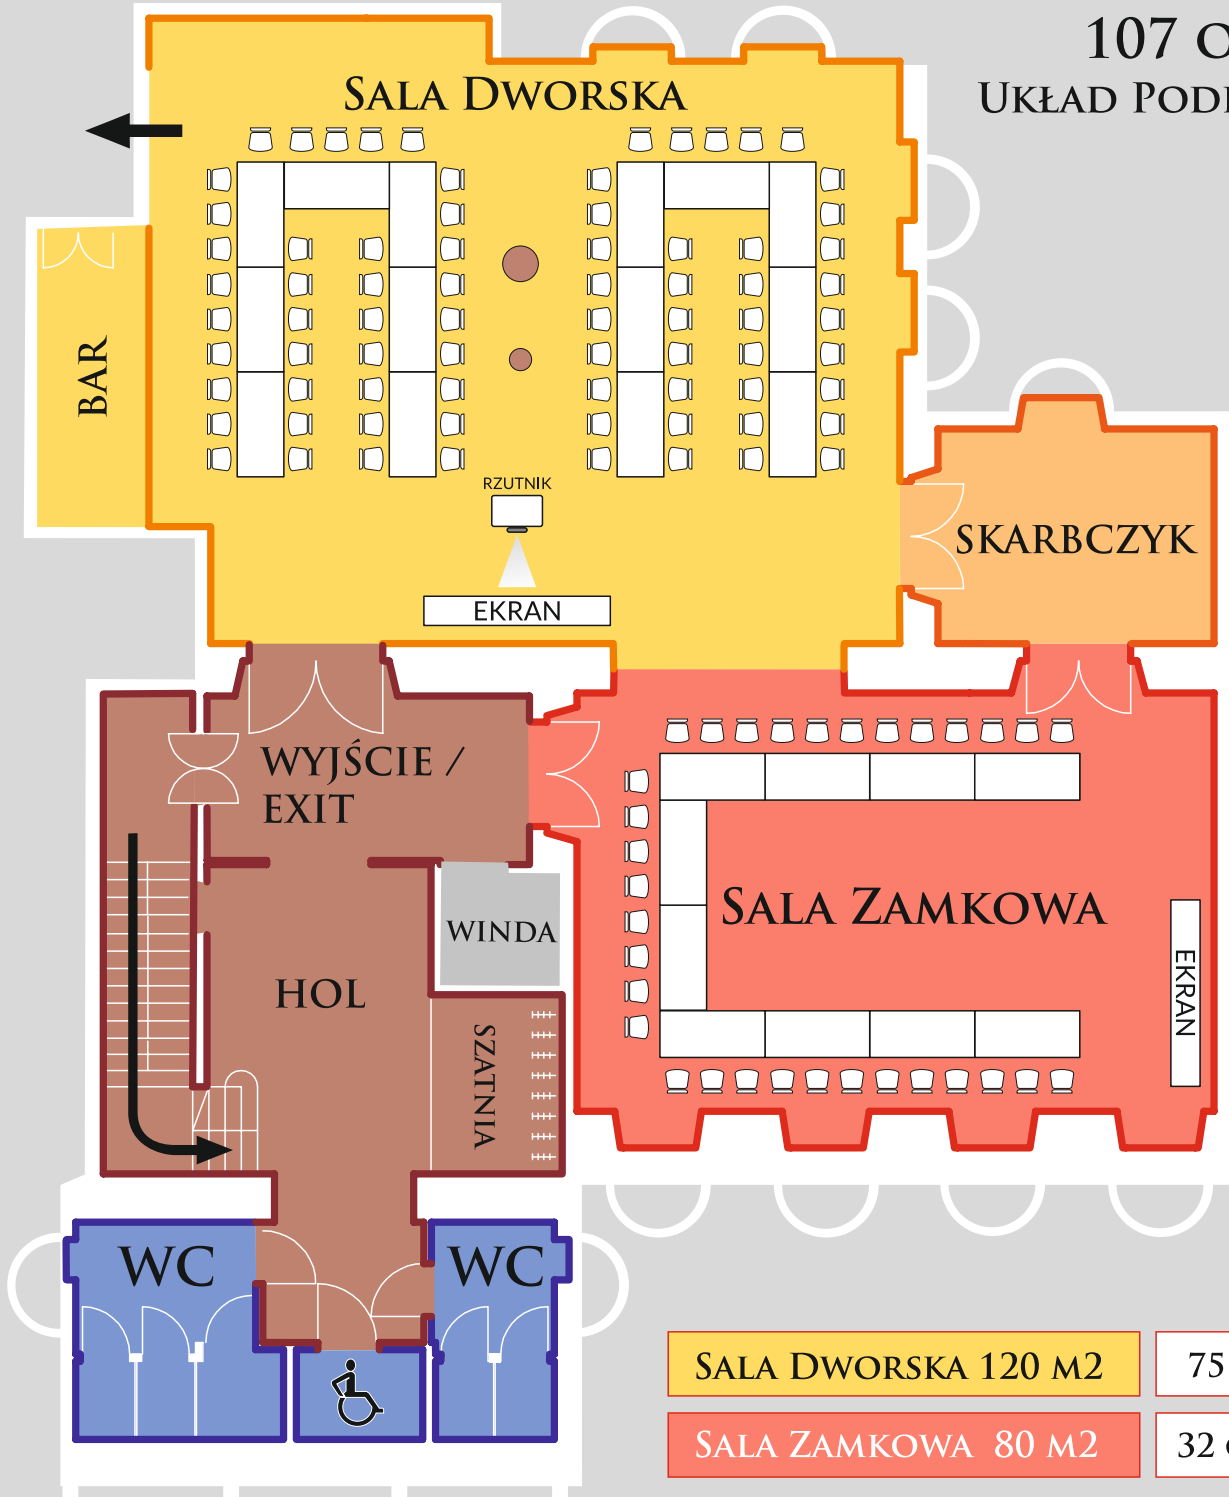 107 o
Układ Pod
Sala Dworska
BAR
RZUTNIK
EKRAN
SKARBCZYK
WYJŚCIE /
EXIT
WINDA
Sala Zamkowa
EKRAN
HOL
SZATNIA
WC
WC
Sala Dworska 120 m2
75
Sala Zamkowa 80 m2
32